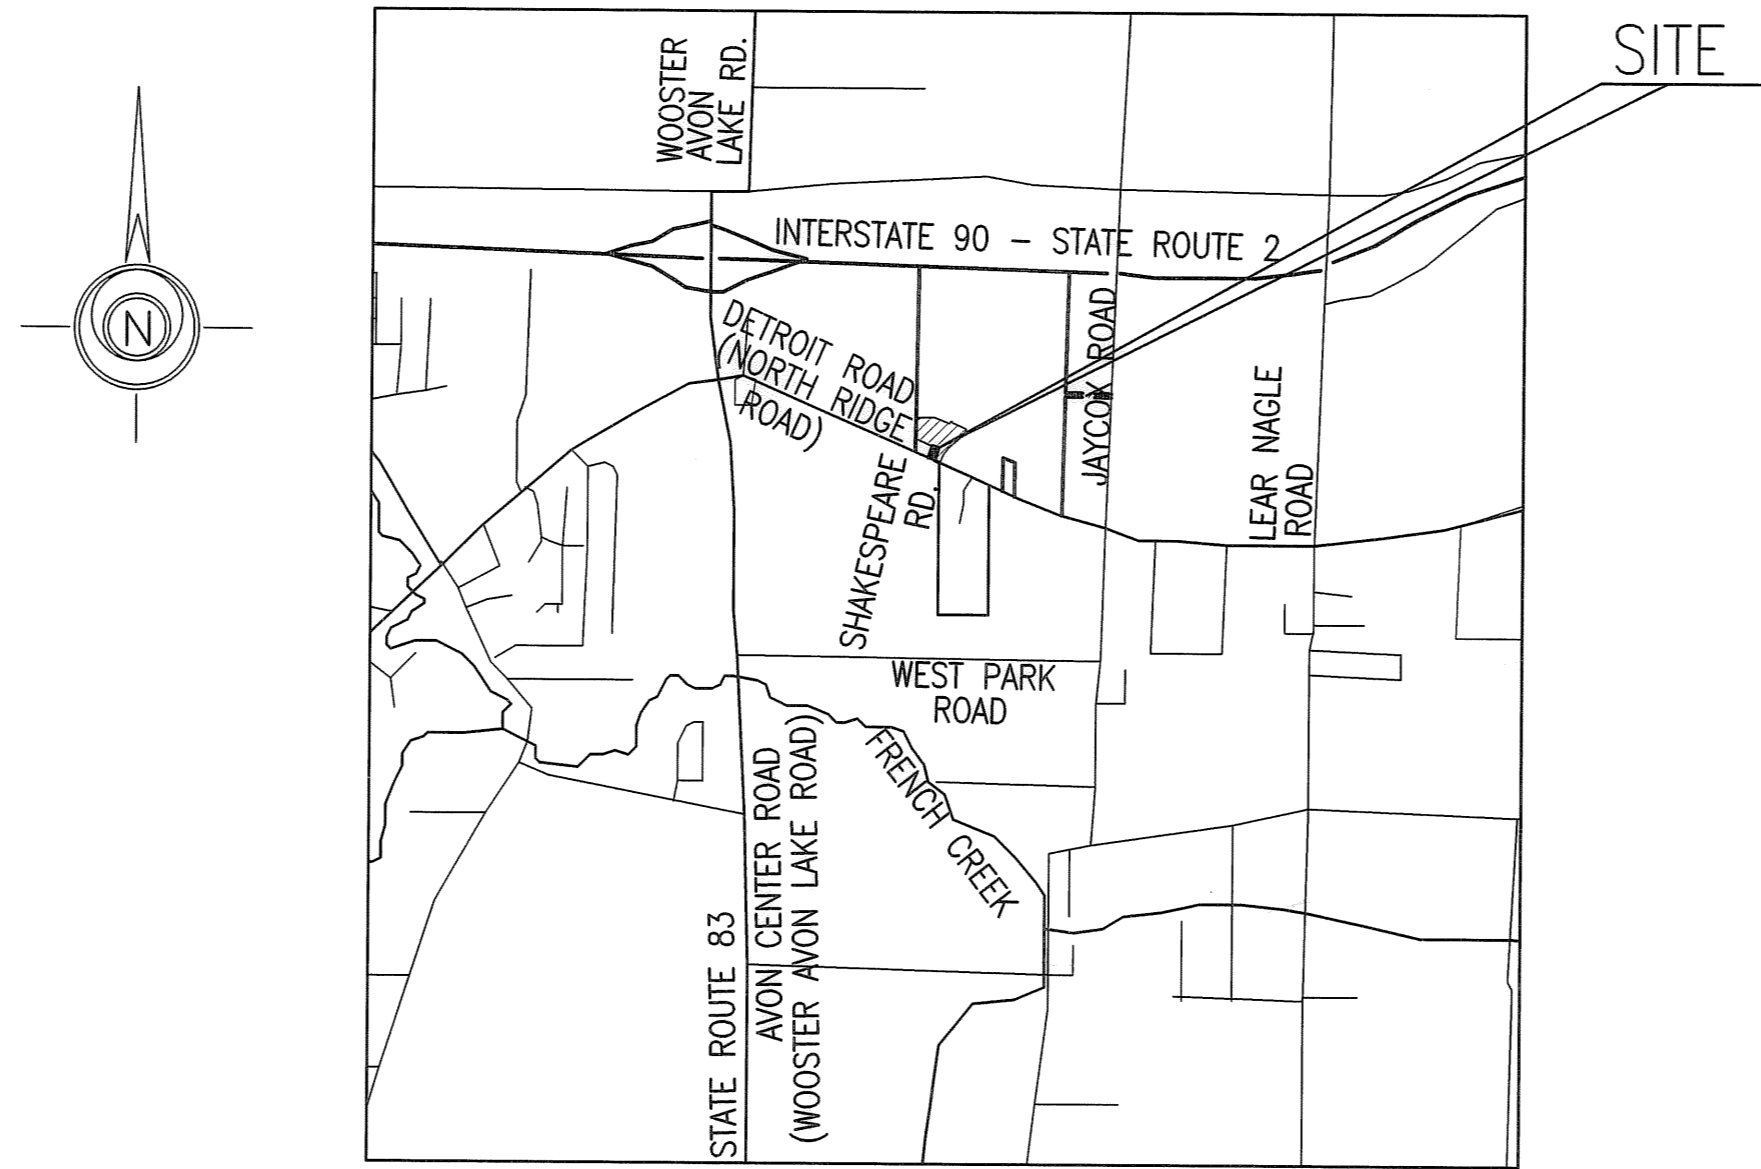 SITE
WOOSTER
AVON
LAKE RD.
INTERSTATE 90 – STATE ROUTE 2
N
DETROIT ROAD
(NORTH RIDGE
ROAD)
JAYCOX ROAD
LEAR NAGLE
ROAD
SHAKESPEARE
RD.
WEST PARK
ROAD
FRENCH CREEK
STATE ROUTE 83
AVON CENTER ROAD
(WOOSTER AVON LAKE ROAD)